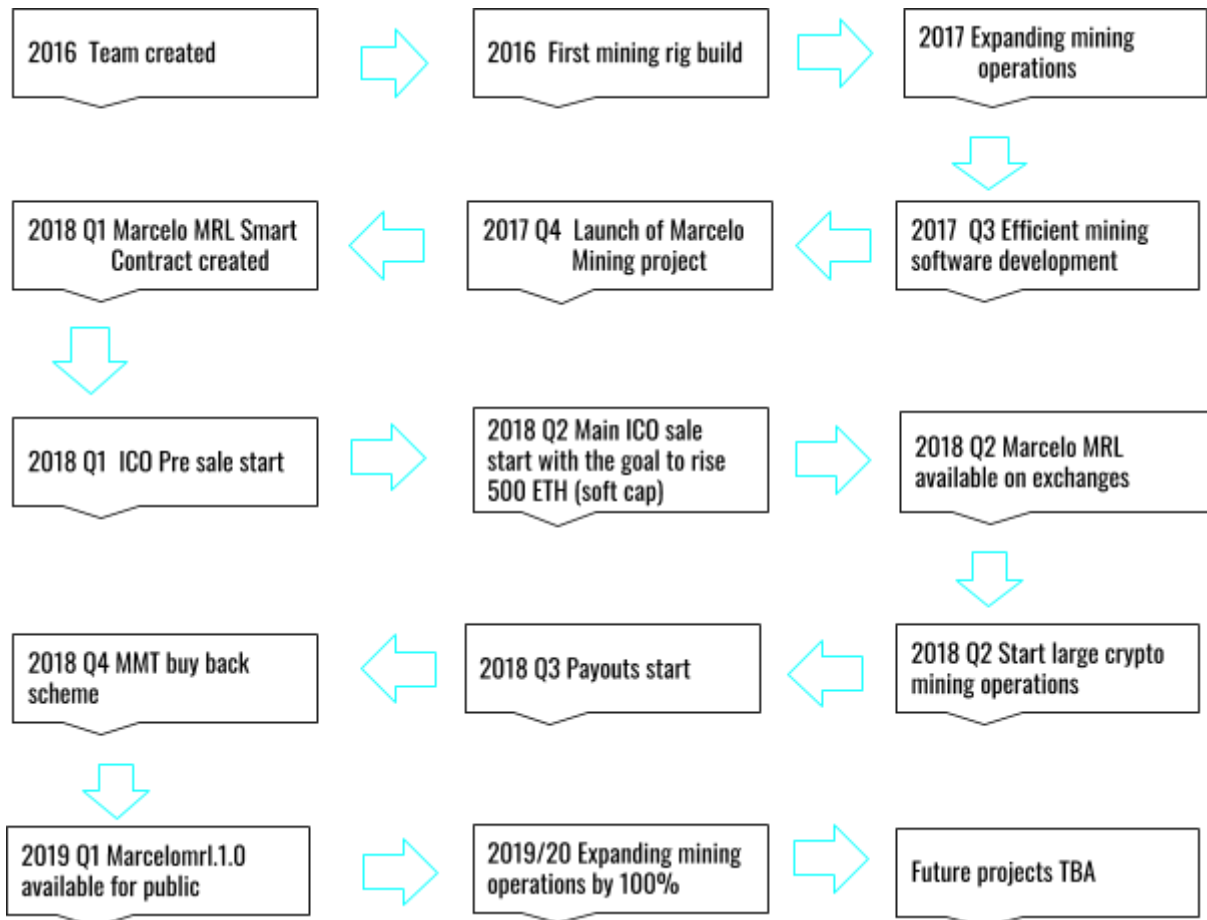 2016 Team created
2016 First mining rig build
2017 Expanding mining
operations
2017 Q3 Efficient mining
software development
2017 Q4 Launch of Marcelo
Mining project
2018 Q1 Marcelo MRL Smart
Contract created
2018 Q1 ICO Pre sale start
2018 Q2 Main ICO sale
start with the goal to rise
500 ETH (soft cap)
2018 Q2 Marcelo MRL
available on exchanges
2018 Q2 Start large crypto
mining operations
2018 Q3 Payouts start
2018 Q4 MMT buy back
scheme
2019 Q1 Marcelomrl.1.0
available for public
2019/20 Expanding mining
operations by 100%
Future projects TBA